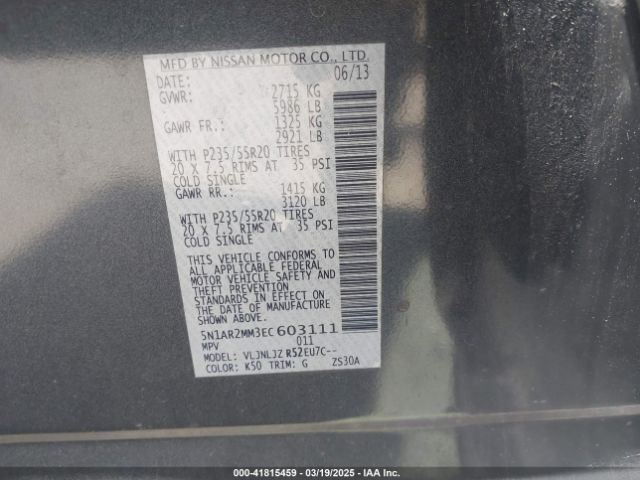 MFD BY NISSAN MOTOR CO., LTD.
DATE: 06/13
GVWR: 2715 KG
5986 LB
GAWR FR.: 1325 KG
2921 LB
WITH P235/55R20 TIRES
20 X 7.5 RIMS AT 35 PSI
COLD SINGLE
GAWR RR.: 1415 KG
3120 LB
WITH P235/55R20 TIRES
20 X 7.5 RIMS AT 35 PSI
COLD SINGLE
THIS VEHICLE CONFORMS TO
ALL APPLICABLE FEDERAL
MOTOR VEHICLE SAFETY AND
THEFT PREVENTION
STANDARDS IN EFFECT ON
THE DATE OF MANUFACTURE
5N1AR2MM3EC603111
MPV 011
MODEL: VLJNLJZ R52EU7C--
COLOR: K50 TRIM: G ZS30A
000-41815459 - 03/19/2025 - IAA Inc.